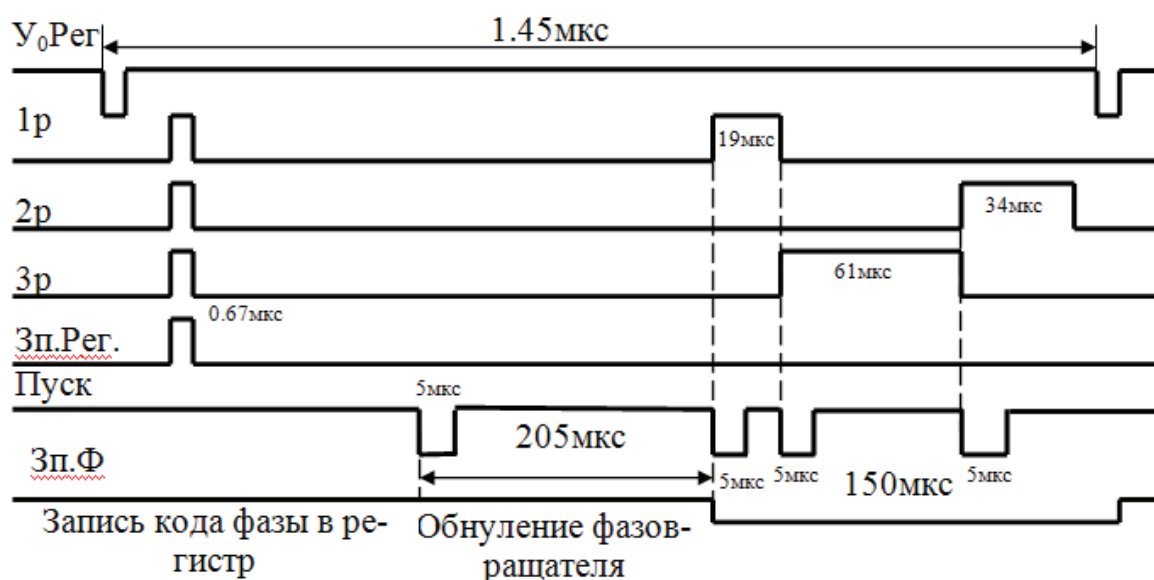 У₀Рег
1.45мкс
1р
19мкс
2р
34мкс
3р
61мкс
0.67мкс
Зп.Рег.
Пуск
5мкс
205мкс
Зп.Ф
5мкс
5мкс
150мкс
5мкс
Запись кода фазы в ре-
гистр
Обнуление фазов-
ращателя